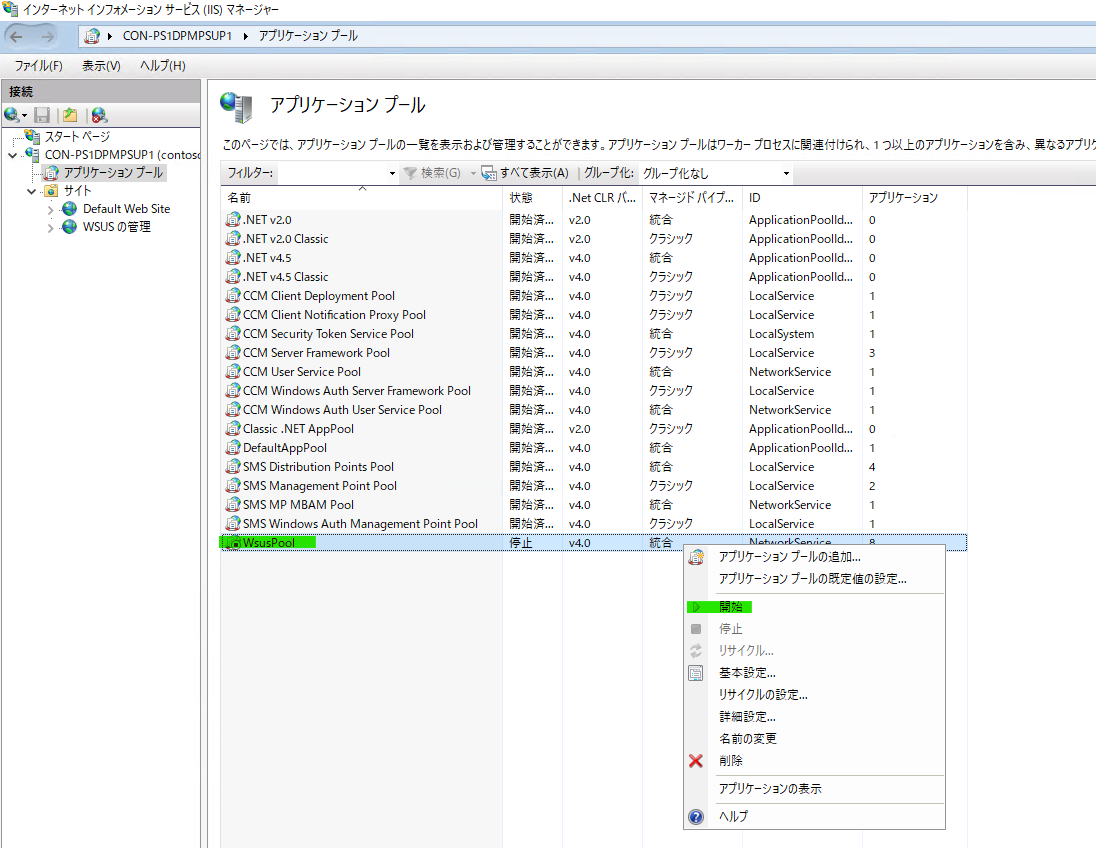 インターネット インフォメーション サービス (IIS) マネージャー
CON-PS1DPMPSUP1 アプリケーション プール
ファイル(F) 表示(V) ヘルプ(H)
接続
スタート ページ
CON-PS1DPMPSUP1 (contoso
アプリケーション プール
サイト
Default Web Site
WSUS の管理
アプリケーション プール
このページでは、アプリケーション プールの一覧を表示および管理することができます。アプリケーション プールはワーカー プロセスに関連付けられ、1 つ以上のアプリケーションを含み、異なるアプリケ
フィルター: 検索(G) すべて表示(A) グループ化: グループ化なし
名前 状態 .Net CLR バ... マネージド パイプ... ID アプリケーション
.NET v2.0 開始済... v2.0 統合 ApplicationPoolId... 0
.NET v2.0 Classic 開始済... v2.0 クラシック ApplicationPoolId... 0
.NET v4.5 開始済... v4.0 統合 ApplicationPoolId... 0
.NET v4.5 Classic 開始済... v4.0 クラシック ApplicationPoolId... 0
CCM Client Deployment Pool 開始済... v4.0 クラシック LocalService 1
CCM Client Notification Proxy Pool 開始済... v4.0 クラシック LocalService 1
CCM Security Token Service Pool 開始済... v4.0 統合 LocalSystem 1
CCM Server Framework Pool 開始済... v4.0 クラシック LocalService 3
CCM User Service Pool 開始済... v4.0 統合 NetworkService 1
CCM Windows Auth Server Framework Pool 開始済... v4.0 クラシック LocalService 1
CCM Windows Auth User Service Pool 開始済... v4.0 統合 NetworkService 1
Classic .NET AppPool 開始済... v2.0 クラシック ApplicationPoolId... 0
DefaultAppPool 開始済... v4.0 統合 ApplicationPoolId... 1
SMS Distribution Points Pool 開始済... v4.0 統合 LocalService 4
SMS Management Point Pool 開始済... v4.0 クラシック LocalService 2
SMS MP MBAM Pool 開始済... v4.0 統合 NetworkService 1
SMS Windows Auth Management Point Pool 開始済... v4.0 クラシック LocalService 1
WsusPool 停止 v4.0 統合 NetworkService 8
アプリケーション プールの追加...
アプリケーション プールの既定値の設定...
開始
停止
リサイクル...
基本設定...
リサイクルの設定...
詳細設定...
名前の変更
削除
アプリケーションの表示
ヘルプ